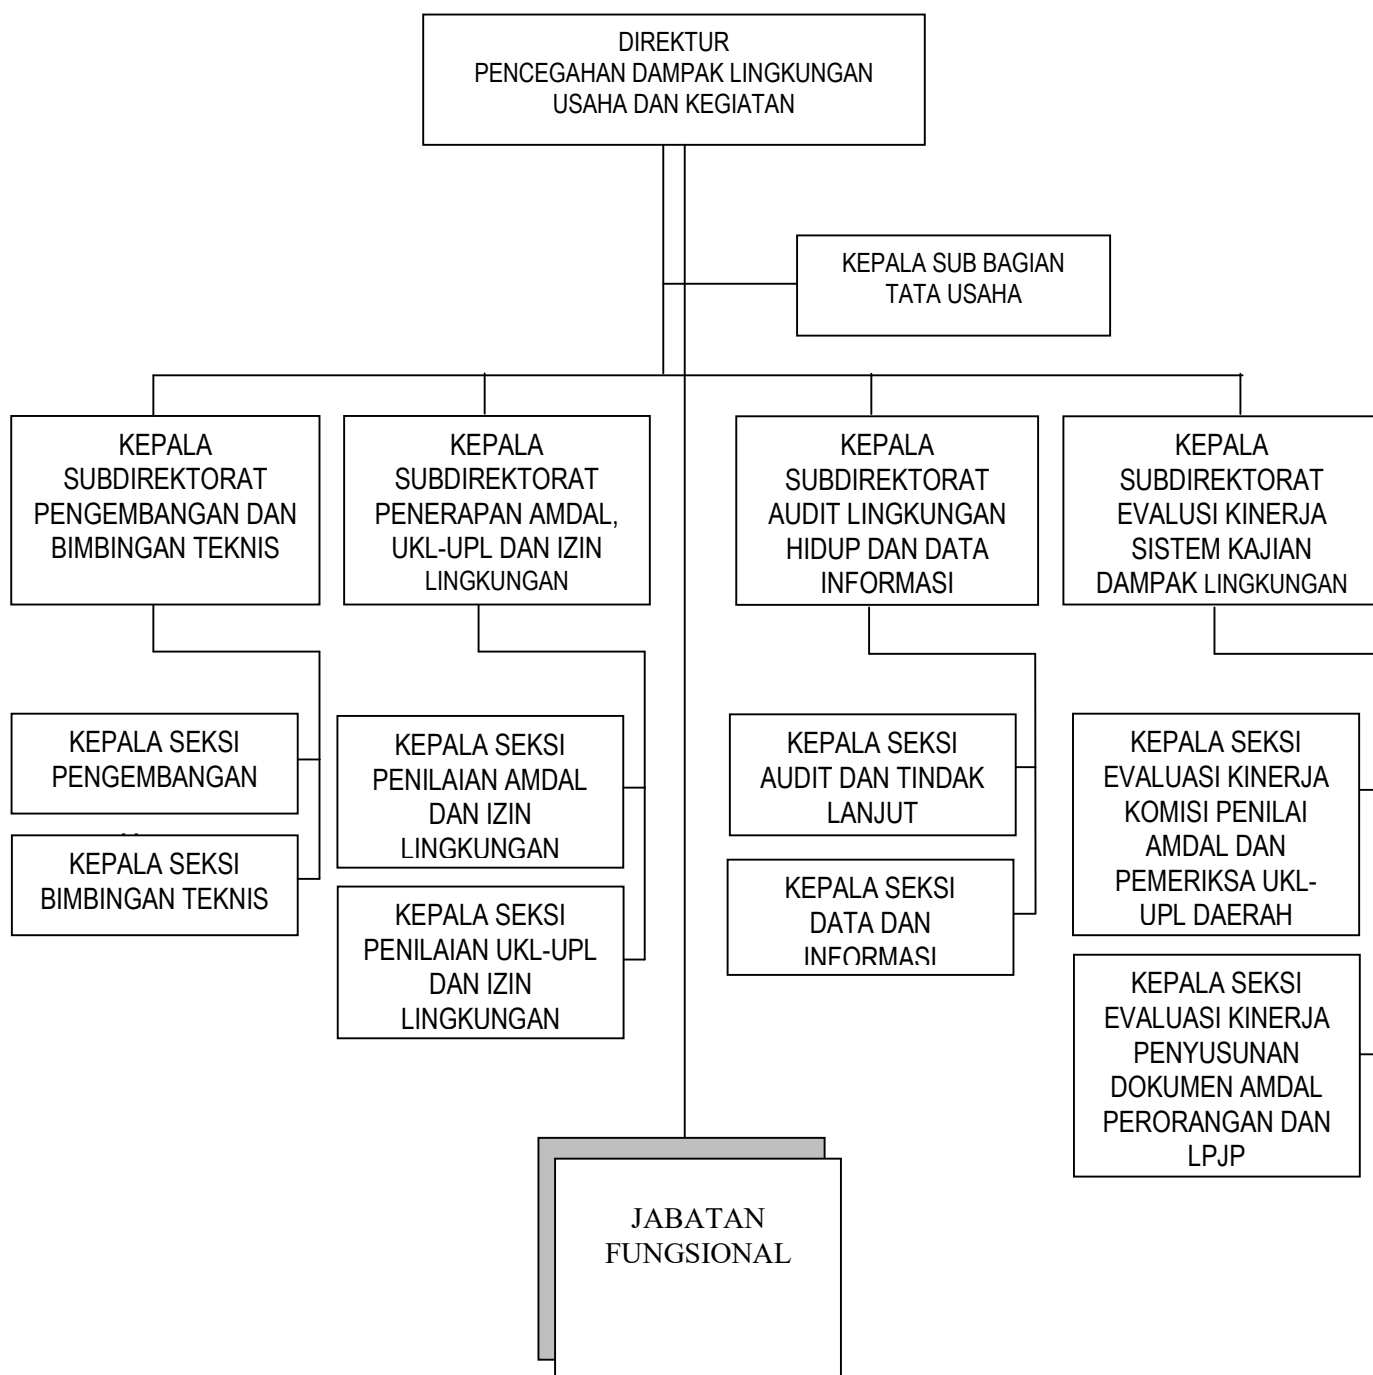 DIREKTUR
PENCEGAHAN DAMPAK LINGKUNGAN
USAHA DAN KEGIATAN
KEPALA SUB BAGIAN
TATA USAHA
KEPALA
SUBDIREKTORAT
PENGEMBANGAN DAN
BIMBINGAN TEKNIS
KEPALA
SUBDIREKTORAT
PENERAPAN AMDAL,
UKL-UPL DAN IZIN
LINGKUNGAN
KEPALA
SUBDIREKTORAT
AUDIT LINGKUNGAN
HIDUP DAN DATA
INFORMASI
KEPALA
SUBDIREKTORAT
EVALUSI KINERJA
SISTEM KAJIAN
DAMPAK LINGKUNGAN
KEPALA SEKSI
PENGEMBANGAN
KEPALA SEKSI
BIMBINGAN TEKNIS
KEPALA SEKSI
PENILAIAN AMDAL
DAN IZIN
LINGKUNGAN
KEPALA SEKSI
PENILAIAN UKL-UPL
DAN IZIN
LINGKUNGAN
KEPALA SEKSI
AUDIT DAN TINDAK
LANJUT
KEPALA SEKSI
DATA DAN
INFORMASI
KEPALA SEKSI
EVALUASI KINERJA
KOMISI PENILAI
AMDAL DAN
PEMERIKSA UKL-
UPL DAERAH
KEPALA SEKSI
EVALUASI KINERJA
PENYUSUNAN
DOKUMEN AMDAL
PERORANGAN DAN
LPJP
JABATAN
FUNGSIONAL